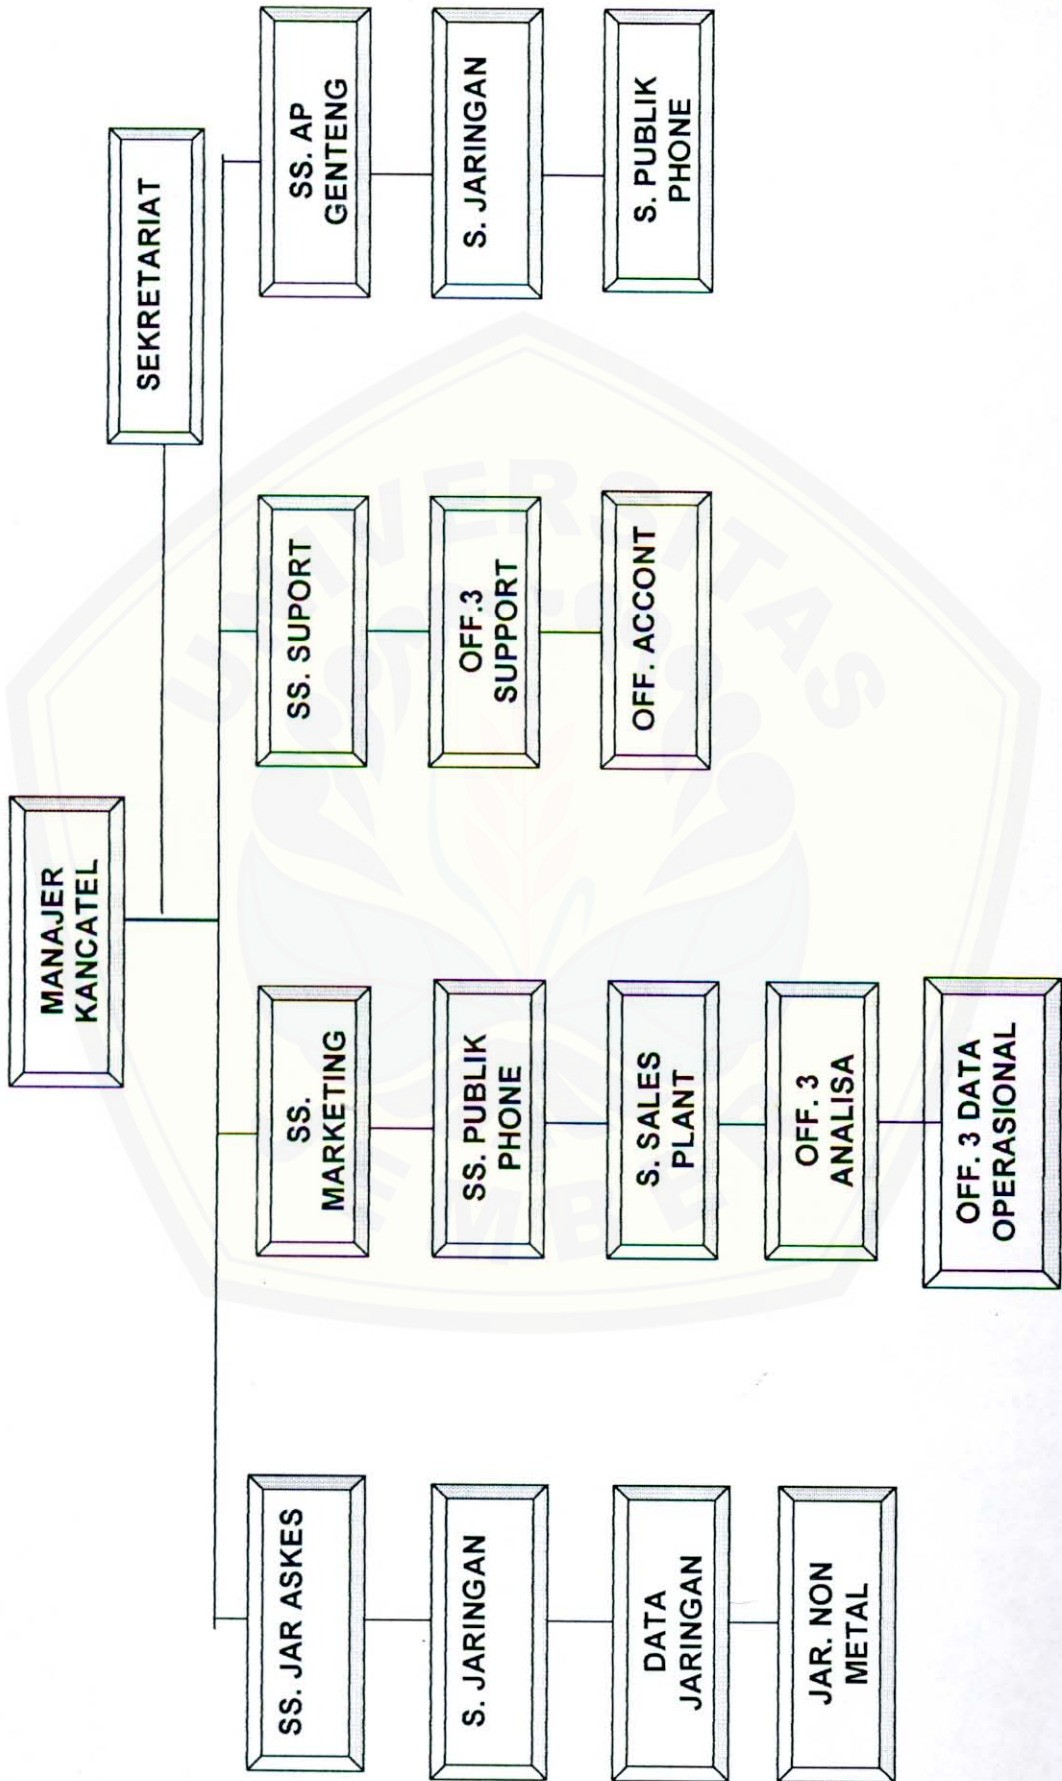 MANAJER
KANCATEL
SEKRETARIAT
SS. JAR ASKES
S. JARINGAN
DATA
JARINGAN
JAR. NON
METAL
SS.
MARKETING
SS. PUBLIK
PHONE
S. SALES
PLANT
OFF. 3
ANALISA
OFF. 3 DATA
OPERASIONAL
SS. SUPORT
OFF.3
SUPPORT
OFF. ACCONT
SS. AP
GENTENG
S. JARINGAN
S. PUBLIK
PHONE
UNIVERSITAS